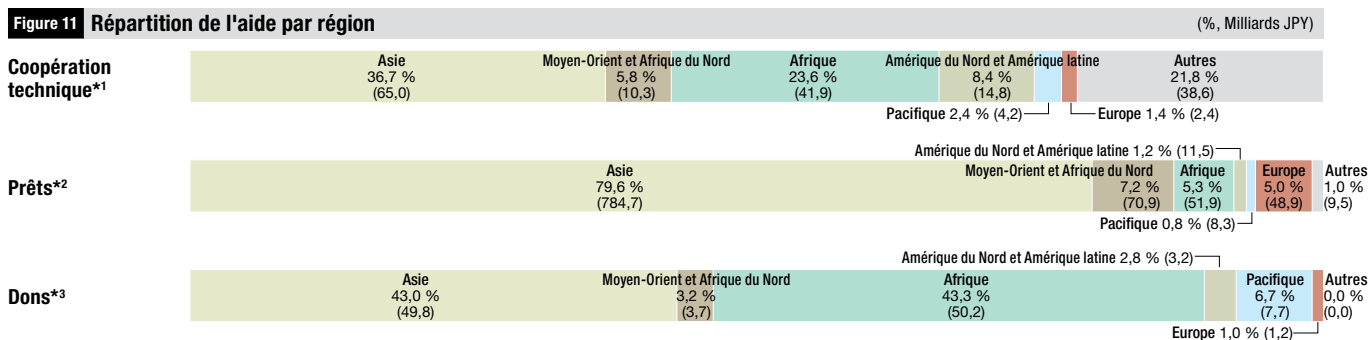 Figure 11 Répartition de l'aide par région (%, Milliards JPY)
Coopération technique*1
Asie
36,7 %
(65,0)
Moyen-Orient et Afrique du Nord
5,8 %
(10,3)
Afrique
23,6 %
(41,9)
Amérique du Nord et Amérique latine
8,4 %
(14,8)
Autres
21,8 %
(38,6)
Pacifique 2,4 % (4,2)
Europe 1,4 % (2,4)
Prêts*2
Amérique du Nord et Amérique latine 1,2 % (11,5)
Asie
79,6 %
(784,7)
Moyen-Orient et Afrique du Nord
7,2 %
(70,9)
Afrique
5,3 %
(51,9)
Europe
5,0 %
(48,9)
Autres
1,0 %
(9,5)
Pacifique 0,8 % (8,3)
Dons*3
Amérique du Nord et Amérique latine 2,8 % (3,2)
Asie
43,0 %
(49,8)
Moyen-Orient et Afrique du Nord
3,2 %
(3,7)
Afrique
43,3 %
(50,2)
Pacifique
6,7 %
(7,7)
Autres
0,0 %
(0,0)
Europe 1,0 % (1,2)